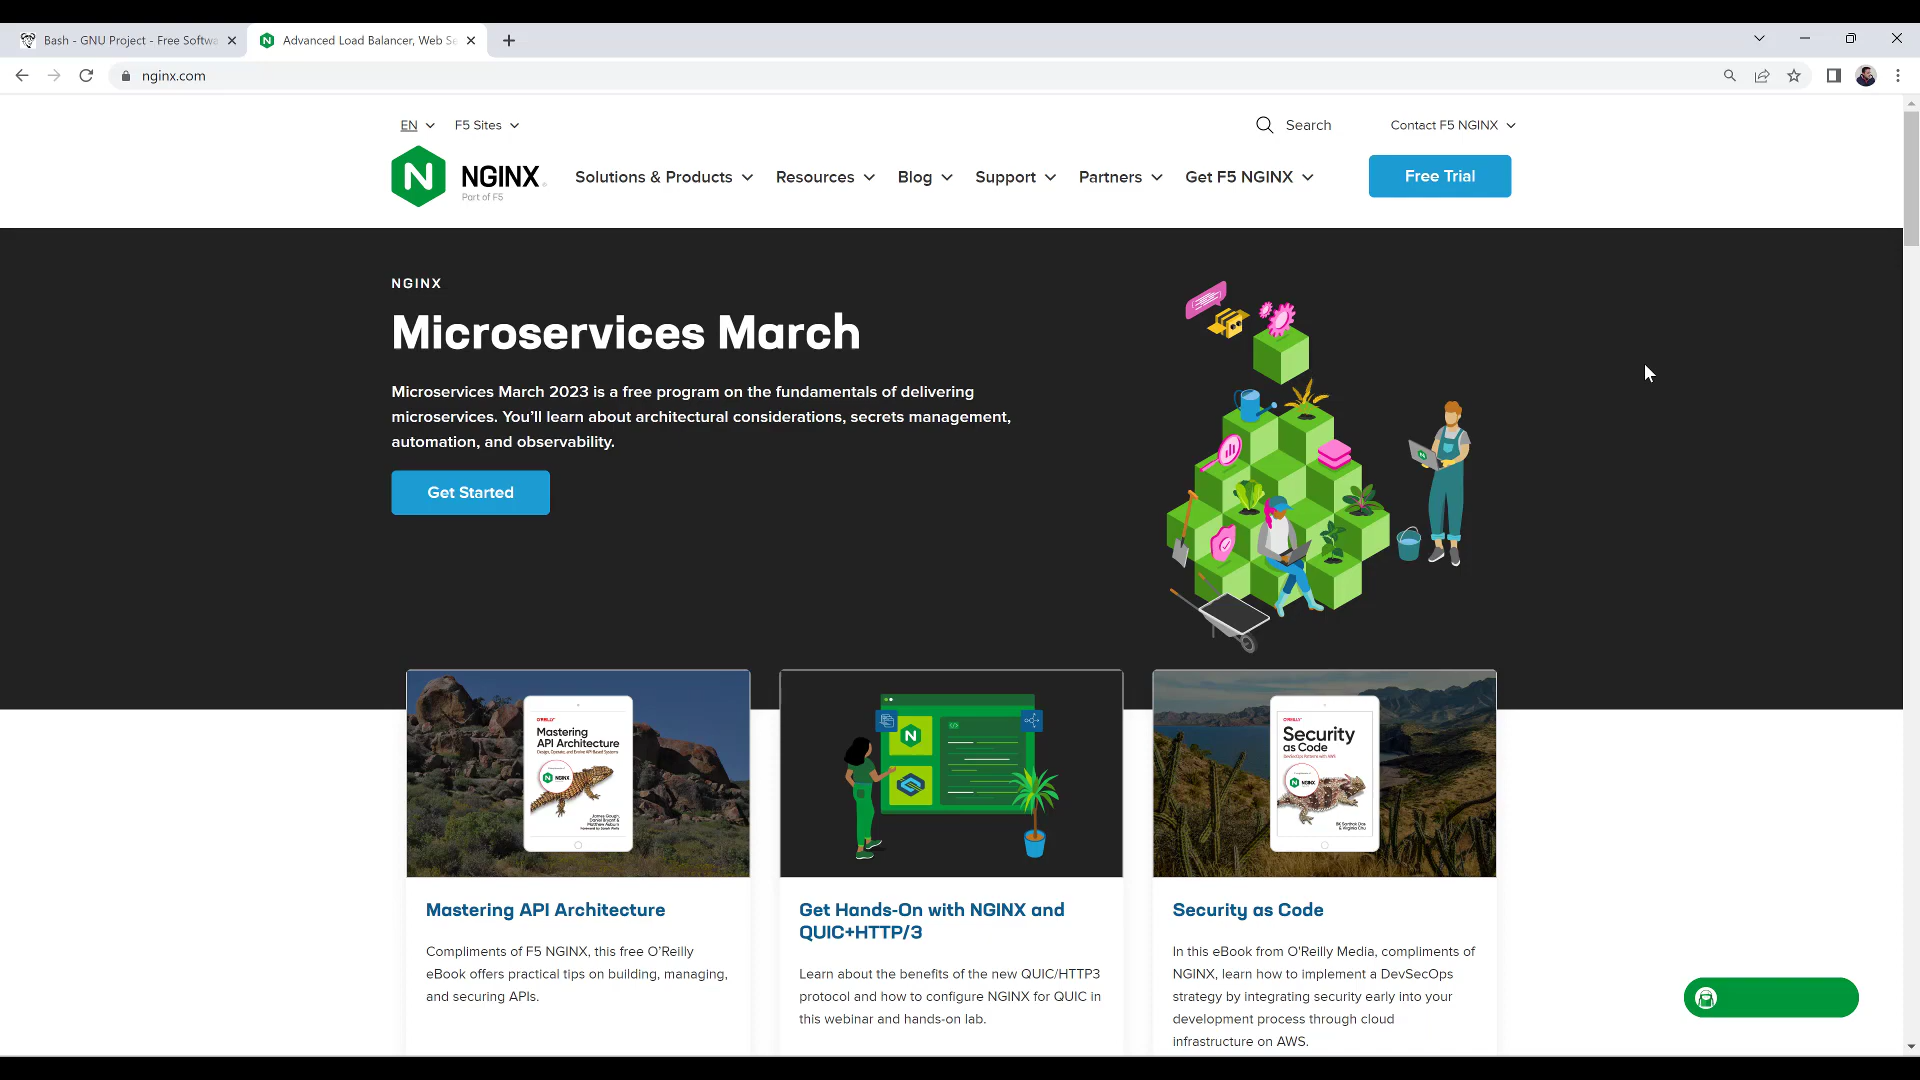 Bash - GNU Project - Free Softwa
Advanced Load Balancer, Web Se
nginx.com
EN
F5 Sites
Search
Contact F5 NGINX
NGINX
Part of F5
Solutions & Products
Resources
Blog
Support
Partners
Get F5 NGINX
Free Trial
NGINX
Microservices March
Microservices March 2023 is a free program on the fundamentals of delivering
microservices. You’ll learn about architectural considerations, secrets management,
automation, and observability.
Get Started
O'REILLY
Mastering
API Architecture
Design, Operate, and Evolve API-Based Systems
NGINX
James Gough,
Daniel Bryant &
Matthew Auburn
O'REILLY
Security
as Code
DevSecOps Patterns with AWS
NGINX
BK Sarthak Das
& Virginia Chu
Mastering API Architecture
Compliments of F5 NGINX, this free O’Reilly
eBook offers practical tips on building, managing,
and securing APIs.
Get Hands-On with NGINX and
QUIC+HTTP/3
Learn about the benefits of the new QUIC/HTTP3
protocol and how to configure NGINX for QUIC in
this webinar and hands-on lab.
Security as Code
In this eBook from O'Reilly Media, compliments of
NGINX, learn how to implement a DevSecOps
strategy by integrating security early into your
development process through cloud
infrastructure on AWS.